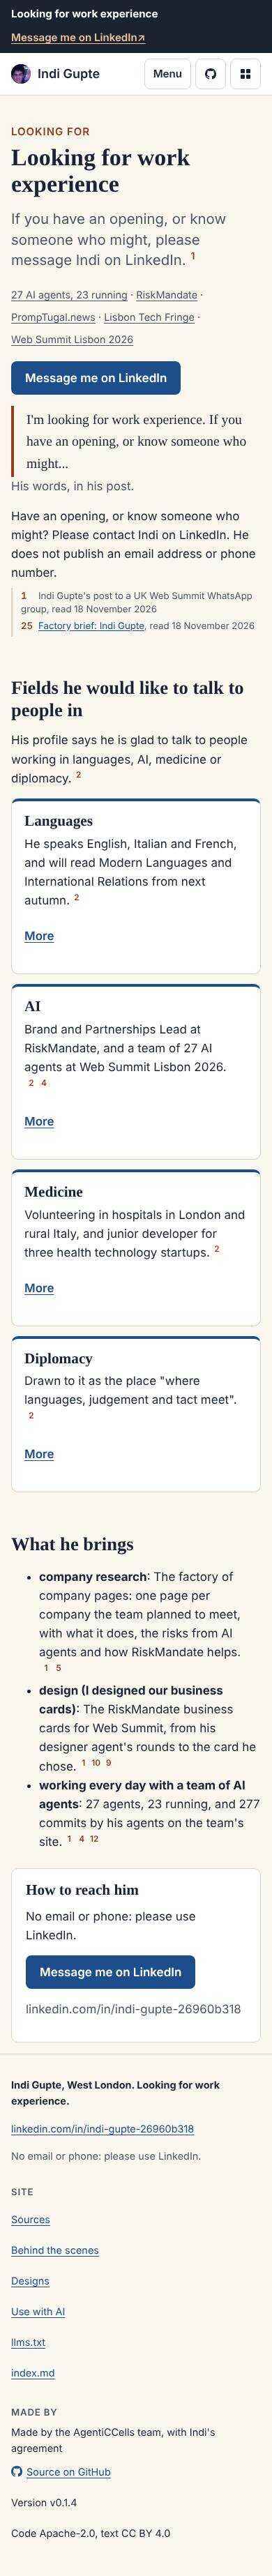 Looking for work experience
Message me on LinkedIn↗
Indi Gupte
Menu
LOOKING FOR
Looking for work
experience
If you have an opening, or know
someone who might, please
message Indi on LinkedIn. 1
27 AI agents, 23 running · RiskMandate ·
PrompTugal.news · Lisbon Tech Fringe ·
Web Summit Lisbon 2026
Message me on LinkedIn
I'm looking for work experience. If you
have an opening, or know someone who
might...
His words, in his post.
Have an opening, or know someone who
might? Please contact Indi on LinkedIn. He
does not publish an email address or phone
number.
1 Indi Gupte's post to a UK Web Summit WhatsApp
group, read 18 November 2026
25 Factory brief: Indi Gupte, read 18 November 2026
Fields he would like to talk to
people in
His profile says he is glad to talk to people
working in languages, AI, medicine or
diplomacy. 2
Languages
He speaks English, Italian and French,
and will read Modern Languages and
International Relations from next
autumn. 2
More
AI
Brand and Partnerships Lead at
RiskMandate, and a team of 27 AI
agents at Web Summit Lisbon 2026.
2 4
More
Medicine
Volunteering in hospitals in London and
rural Italy, and junior developer for
three health technology startups. 2
More
Diplomacy
Drawn to it as the place "where
languages, judgement and tact meet".
2
More
What he brings
• company research: The factory of
company pages: one page per
company the team planned to meet,
with what it does, the risks from AI
agents and how RiskMandate helps.
1 5
• design (I designed our business
cards): The RiskMandate business
cards for Web Summit, from his
designer agent's rounds to the card he
chose. 1 10 9
• working every day with a team of AI
agents: 27 agents, 23 running, and 277
commits by his agents on the team's
site. 1 4 12
How to reach him
No email or phone: please use
LinkedIn.
Message me on LinkedIn
linkedin.com/in/indi-gupte-26960b318
Indi Gupte, West London. Looking for work
experience.
linkedin.com/in/indi-gupte-26960b318
No email or phone: please use LinkedIn.
SITE
Sources
Behind the scenes
Designs
Use with AI
llms.txt
index.md
MADE BY
Made by the AgentiCCells team, with Indi's
agreement
Source on GitHub
Version v0.1.4
Code Apache-2.0, text CC BY 4.0